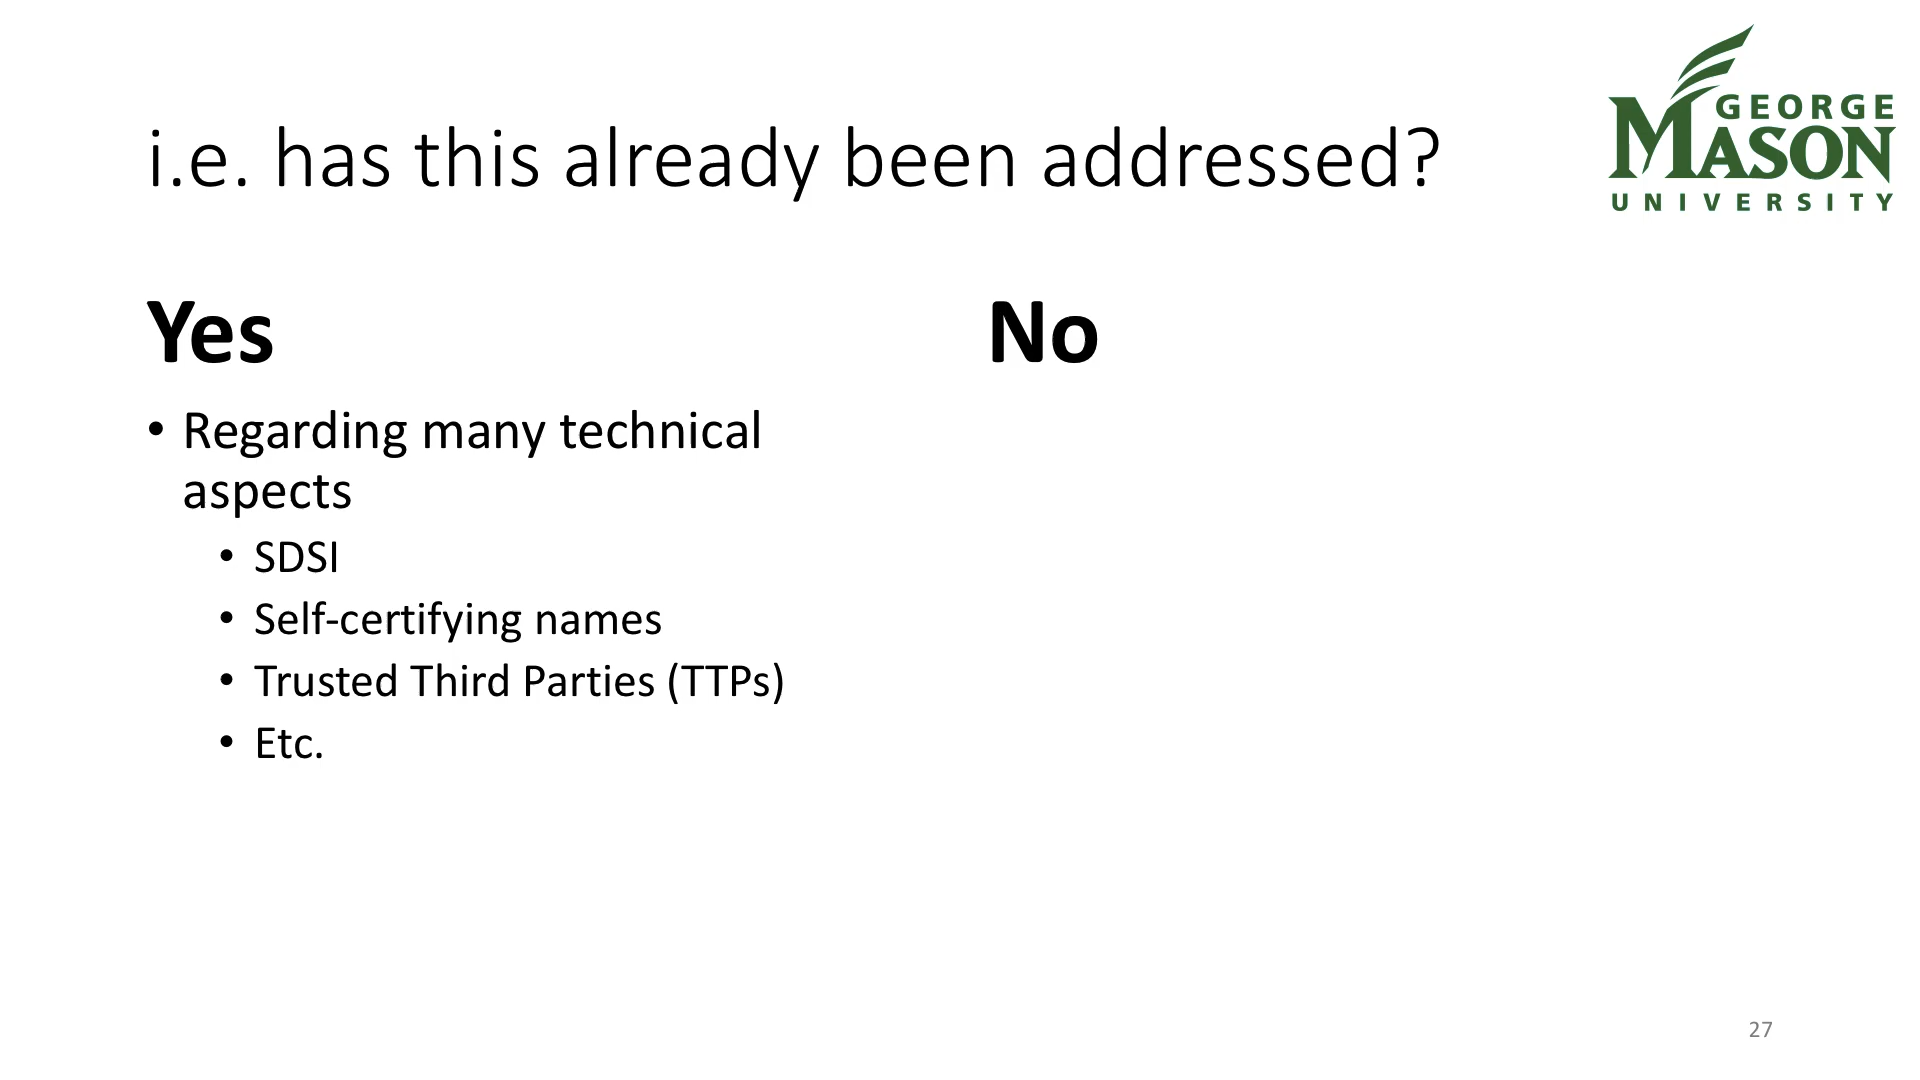 GEORGE
MASON
UNIVERSITY
i.e. has this already been addressed?
Yes
• Regarding many technical
aspects
• SDSI
• Self-certifying names
• Trusted Third Parties (TTPs)
• Etc.
No
27